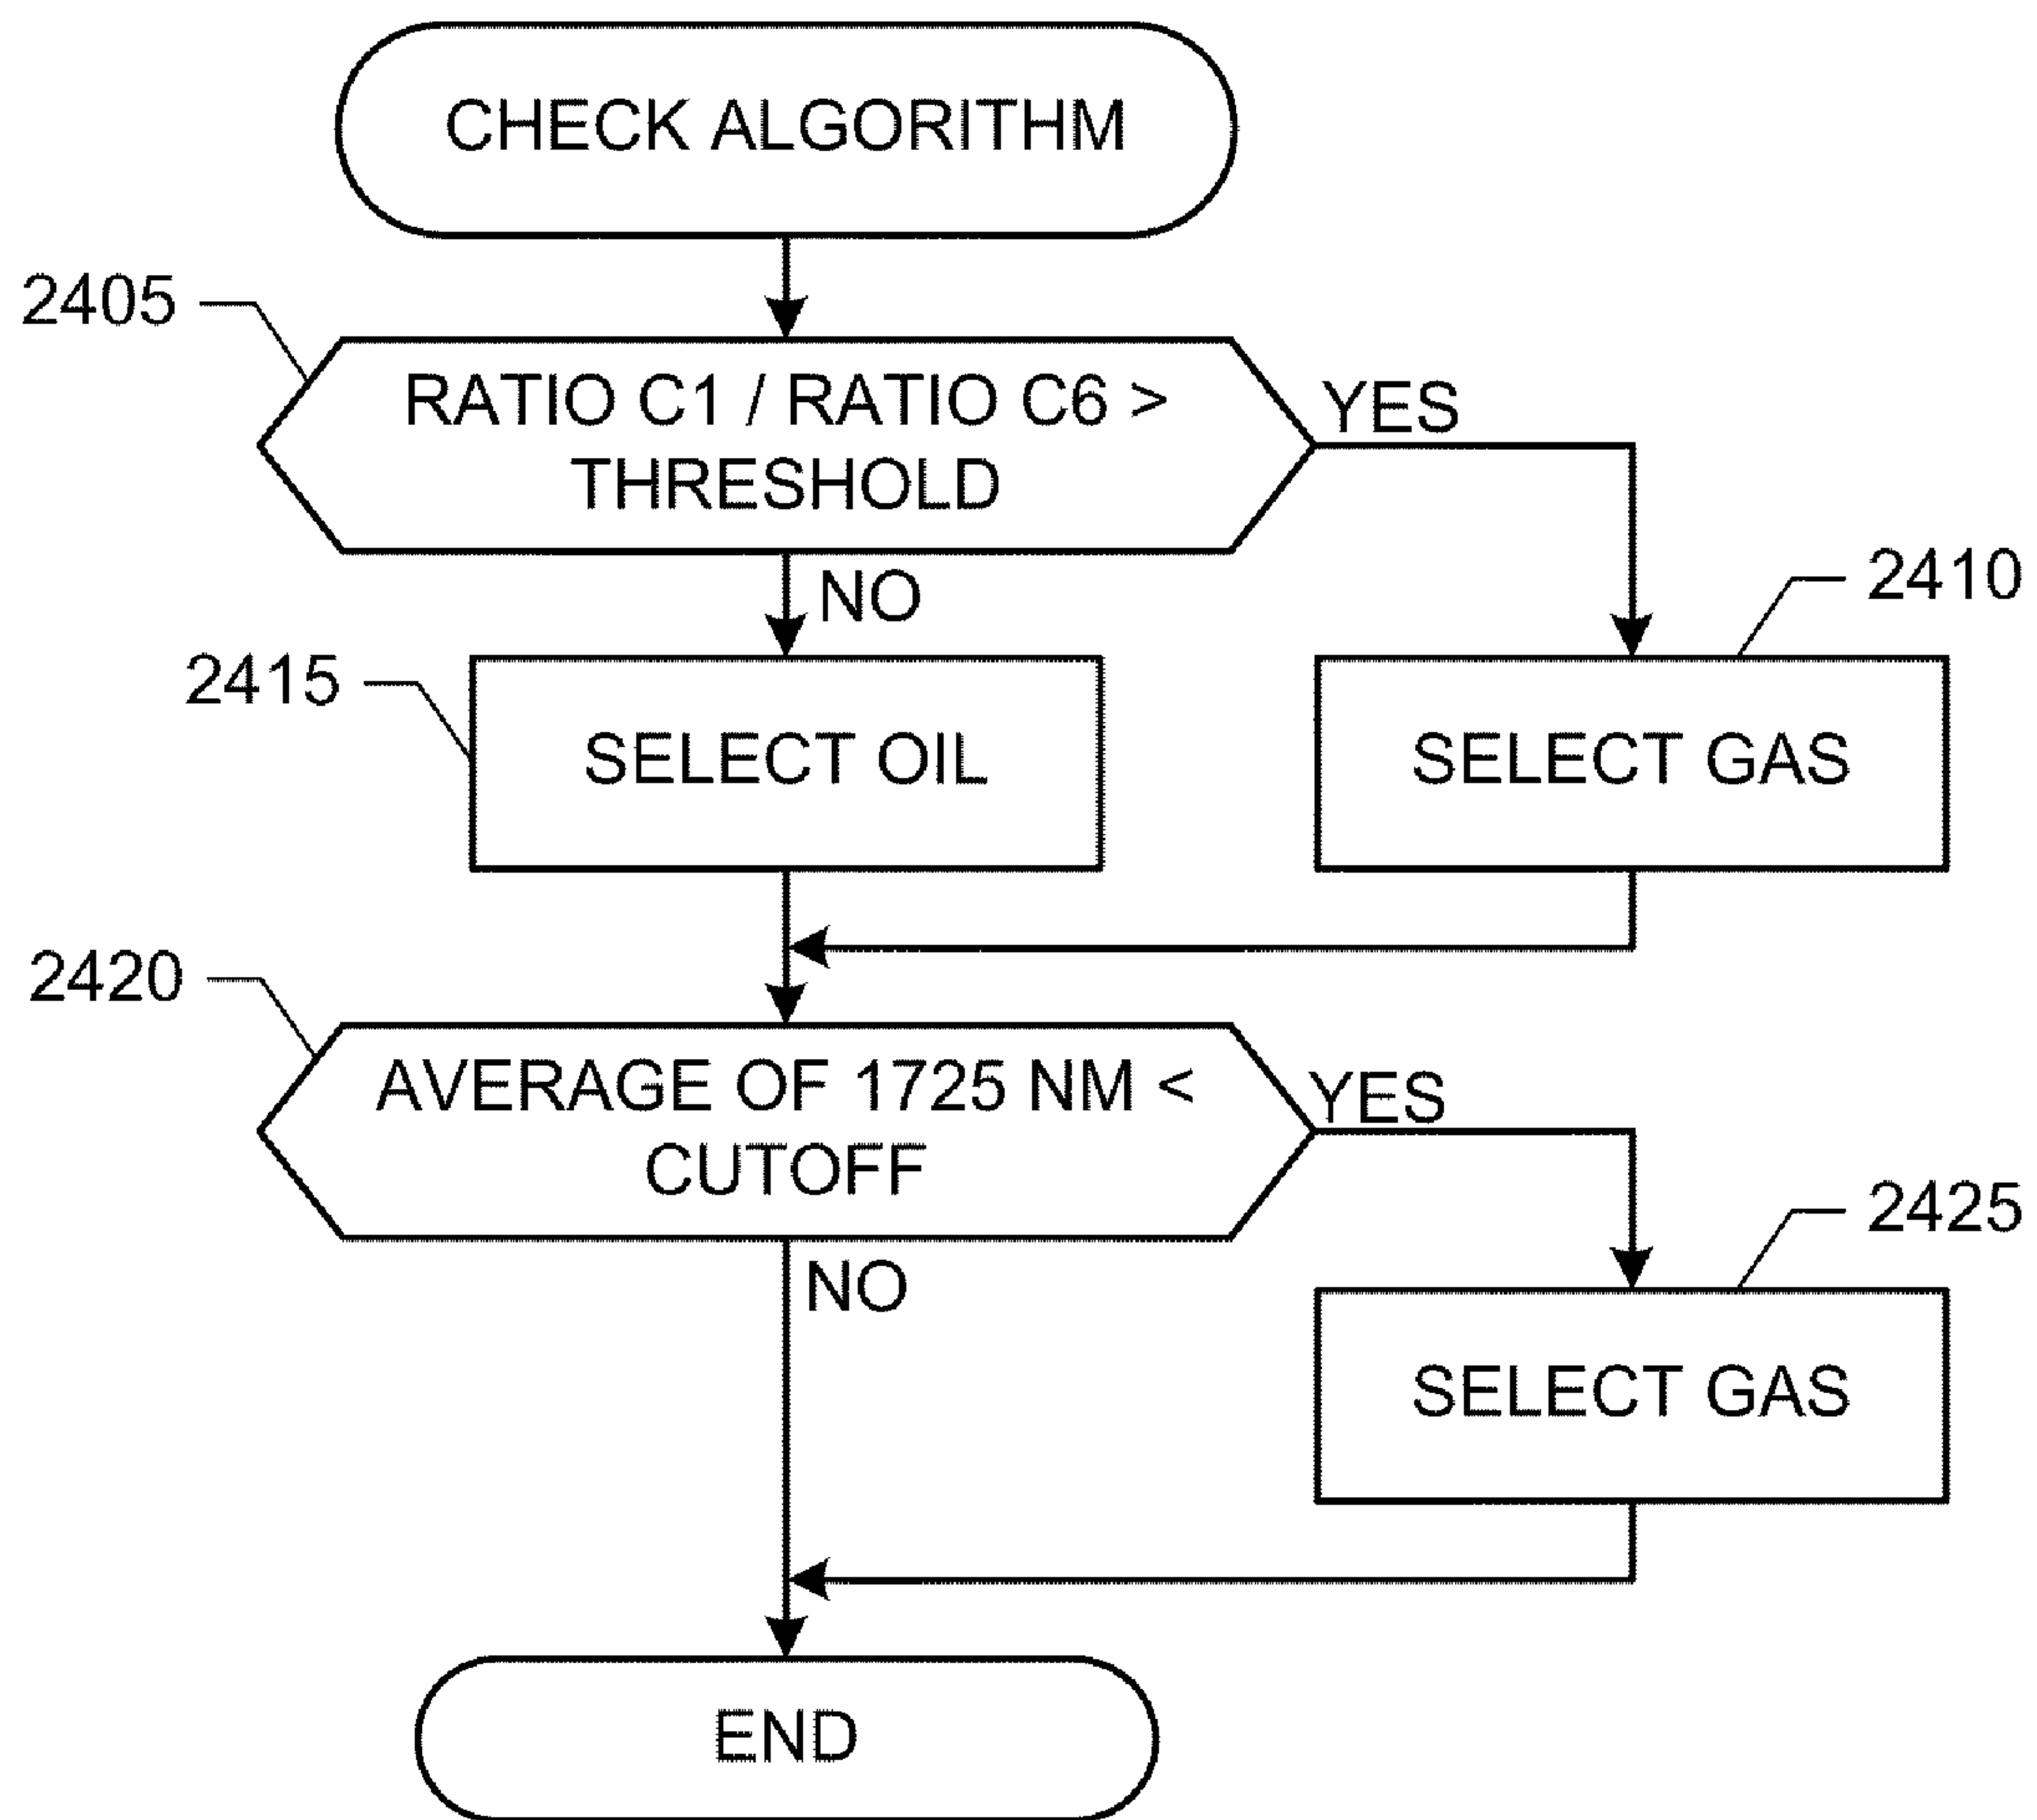 CHECK ALGORITHM
2405
RATIO C1 / RATIO C6 >
THRESHOLD
YES
NO
2410
2415
SELECT OIL
SELECT GAS
2420
AVERAGE OF 1725 NM <
CUTOFF
YES
NO
2425
SELECT GAS
END